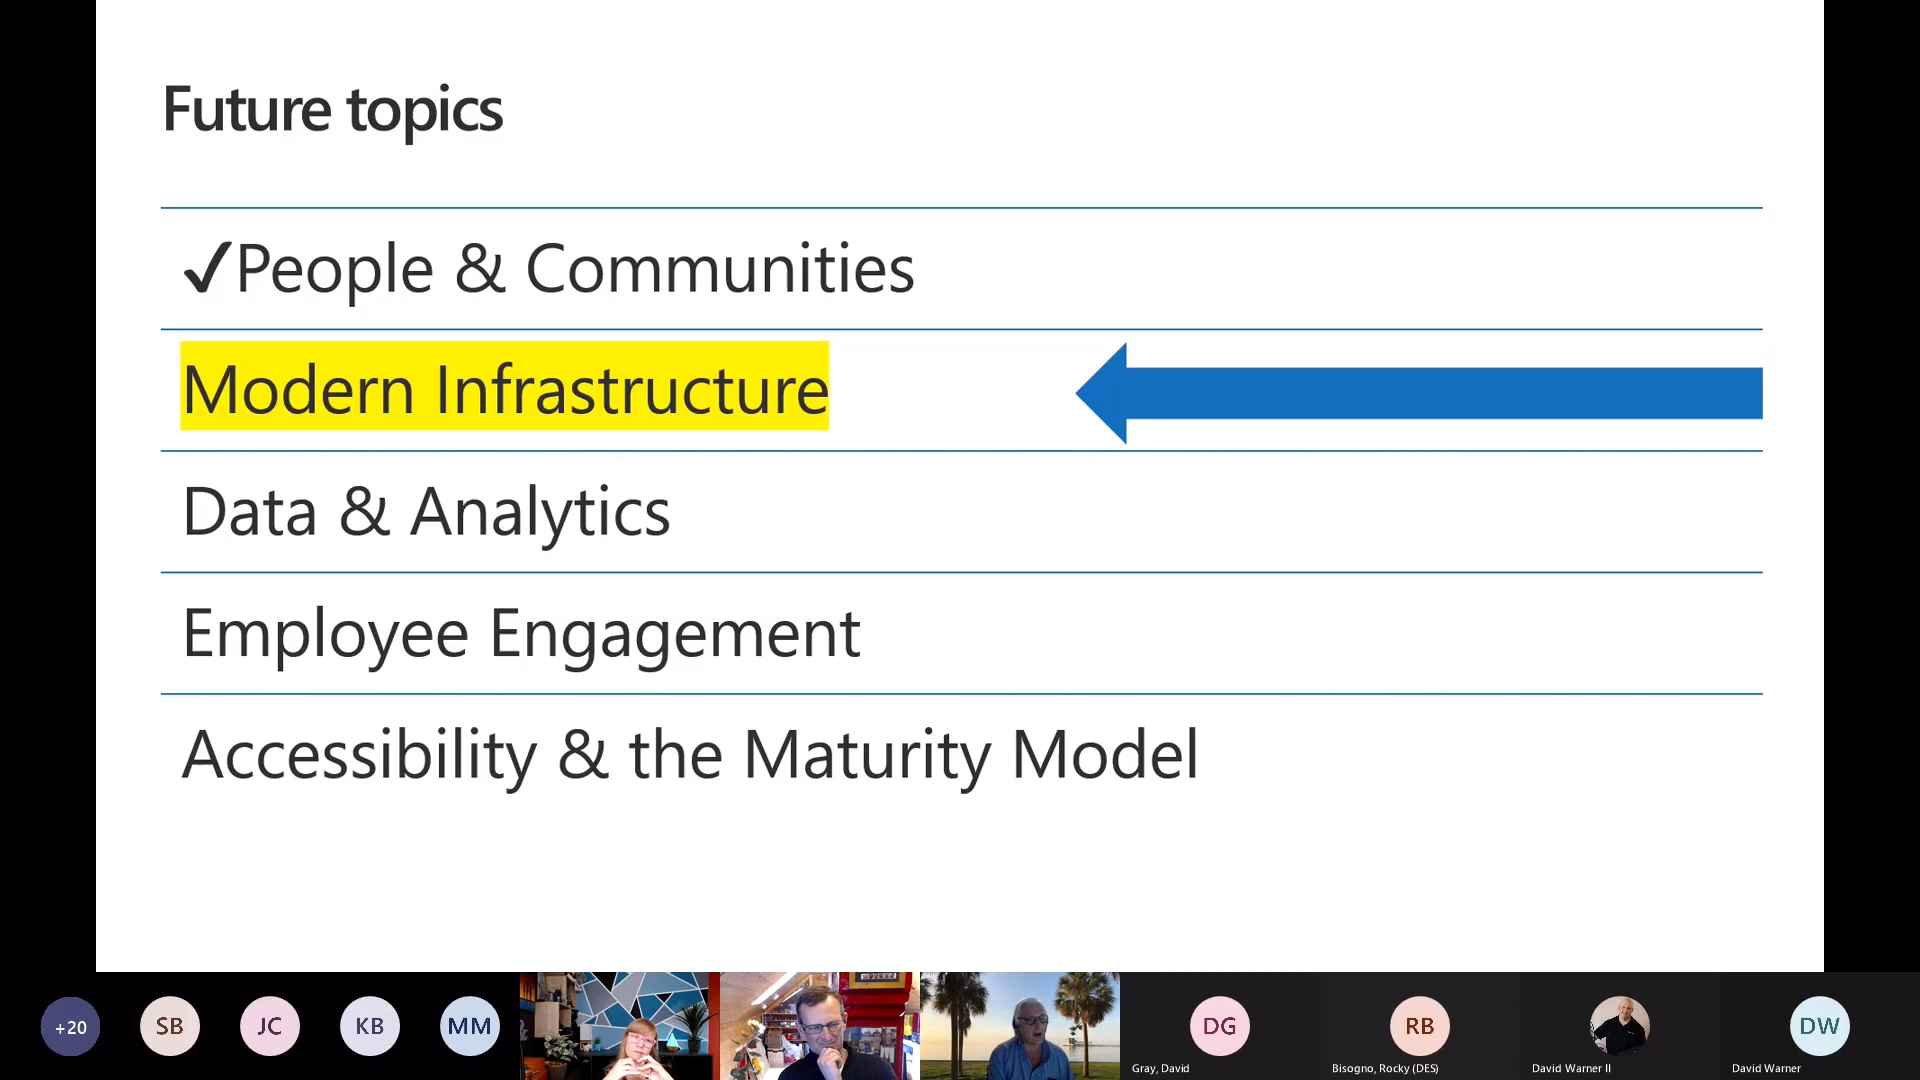 Future topics
✓People & Communities
Modern Infrastructure
Data & Analytics
Employee Engagement
Accessibility & the Maturity Model
+20
SB
JC
KB
MM
DG
RB
DW
Gray, David
Bisogno, Rocky (DES)
David Warner II
David Warner